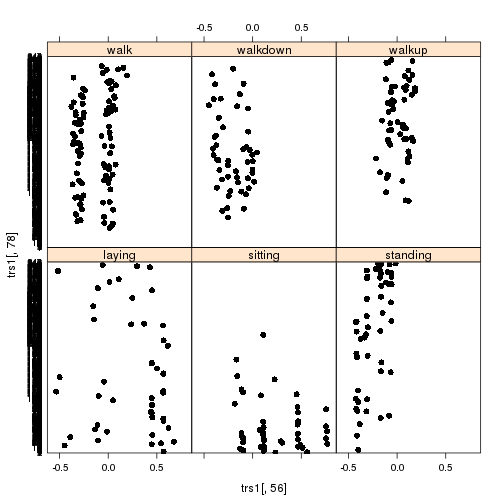 -0.5 0.0 0.5
walk walkdown walkup
laying sitting standing
trs1[, 78]
-0.5 0.0 0.5 -0.5 0.0 0.5
trs1[, 56]